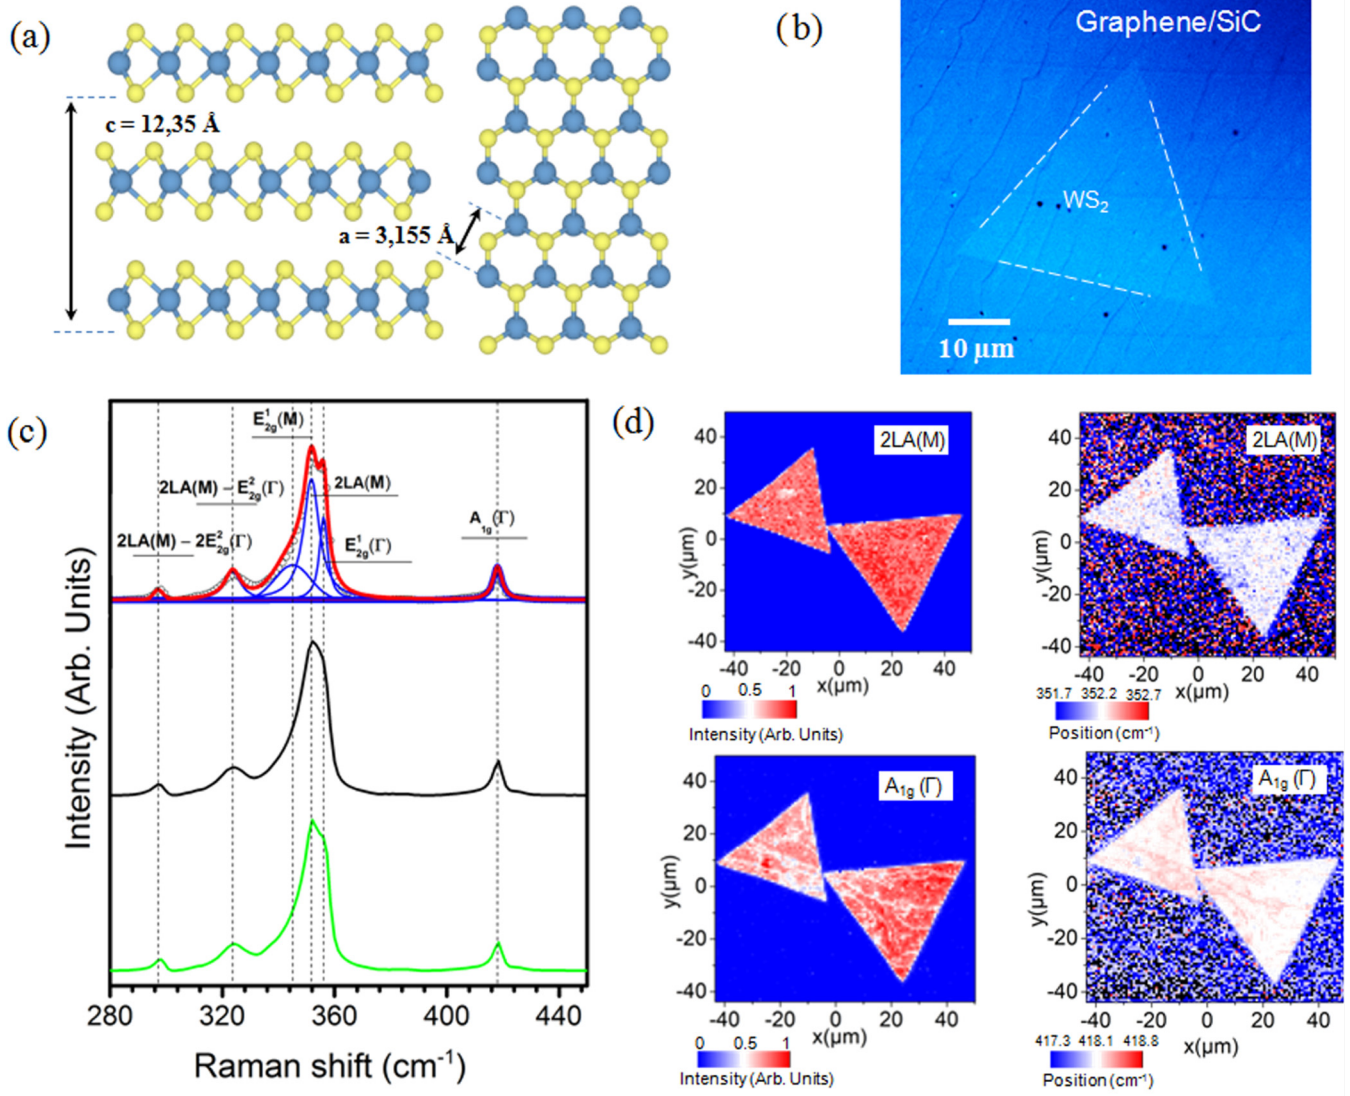 (a)
c = 12,35 Å
a = 3,155 Å
(b)
Graphene/SiC
WS₂
10 μm
(c)
E¹₂g(M)
2LA(M) – E²₂g(Γ)
2LA(M)
2LA(M) – 2E²₂g(Γ)
E¹₂g(Γ)
A₁g(Γ)
Intensity (Arb. Units)
280 320 360 400 440
Raman shift (cm⁻¹)
(d)
2LA(M)
40
20
0
-20
-40
y(μm)
-40 -20 0 20 40
x(μm)
0 0.5 1
Intensity (Arb. Units)
2LA(M)
40
20
0
-20
-40
y(μm)
-40 -20 0 20 40
x(μm)
351.7 352.2 352.7
Position (cm⁻¹)
A₁g (Γ)
40
20
0
-20
-40
y(μm)
-40 -20 0 20 40
x(μm)
0 0.5 1
Intensity (Arb. Units)
A₁g (Γ)
40
20
0
-20
-40
y(μm)
-40 -20 0 20 40
x(μm)
417.3 418.1 418.8
Position (cm⁻¹)